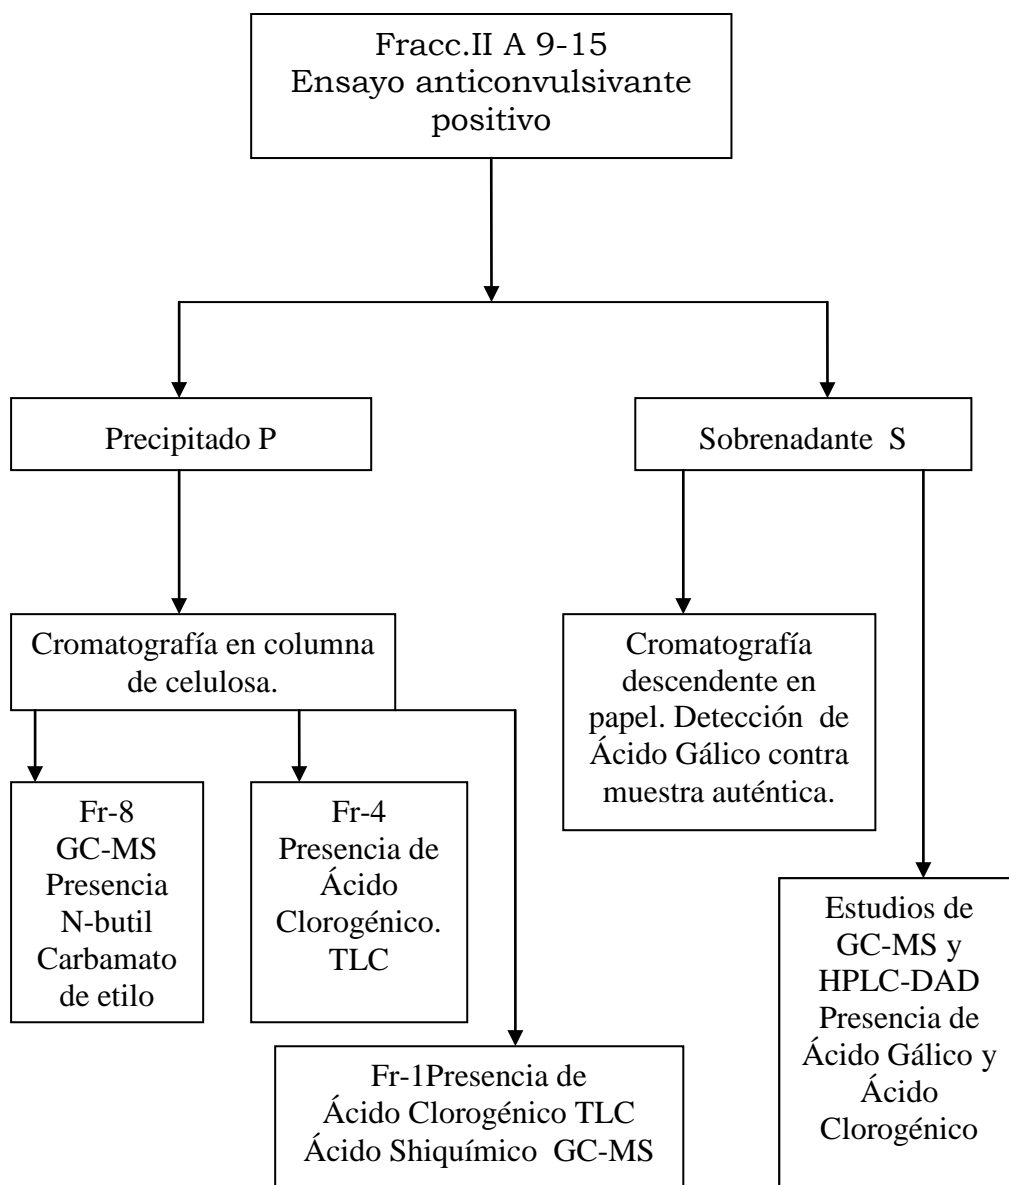 Fracc.II A 9-15
Ensayo anticonvulsivante
positivo
Precipitado P
Sobrenadante S
Cromatografía en columna
de celulosa.
Cromatografía
descendente en
papel. Detección de
Ácido Gálico contra
muestra auténtica.
Fr-8
GC-MS
Presencia
N-butil
Carbamato
de etilo
Fr-4
Presencia de
Ácido
Clorogénico.
TLC
Fr-1Presencia de
Ácido Clorogénico TLC
Ácido Shiquímico GC-MS
Estudios de
GC-MS y
HPLC-DAD
Presencia de
Ácido Gálico y
Ácido
Clorogénico